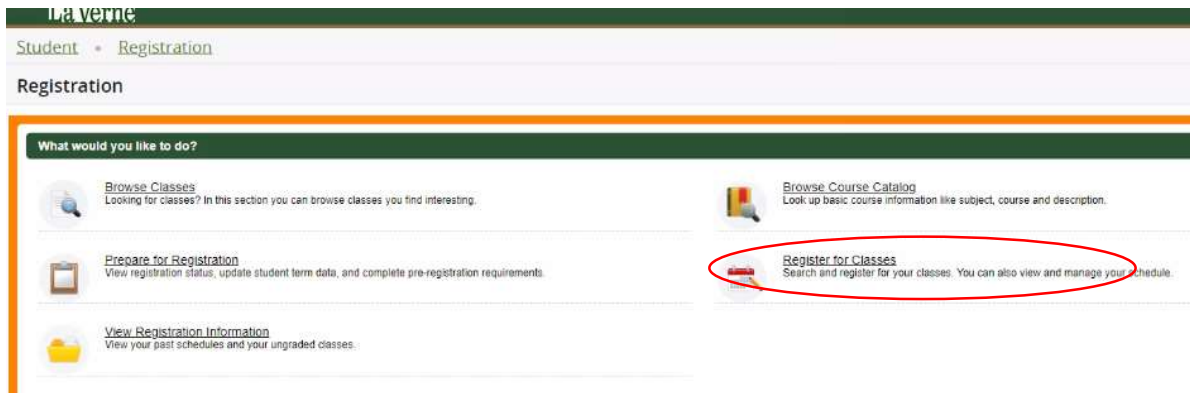 La Verne
Student • Registration
Registration
What would you like to do?
Browse Classes
Looking for classes? In this section you can browse classes you find interesting.
Browse Course Catalog
Look up basic course information like subject, course and description.
Prepare for Registration
View registration status, update student term data, and complete pre-registration requirements.
Register for Classes
Search and register for your classes. You can also view and manage your schedule.
View Registration Information
View your past schedules and your ungraded classes.